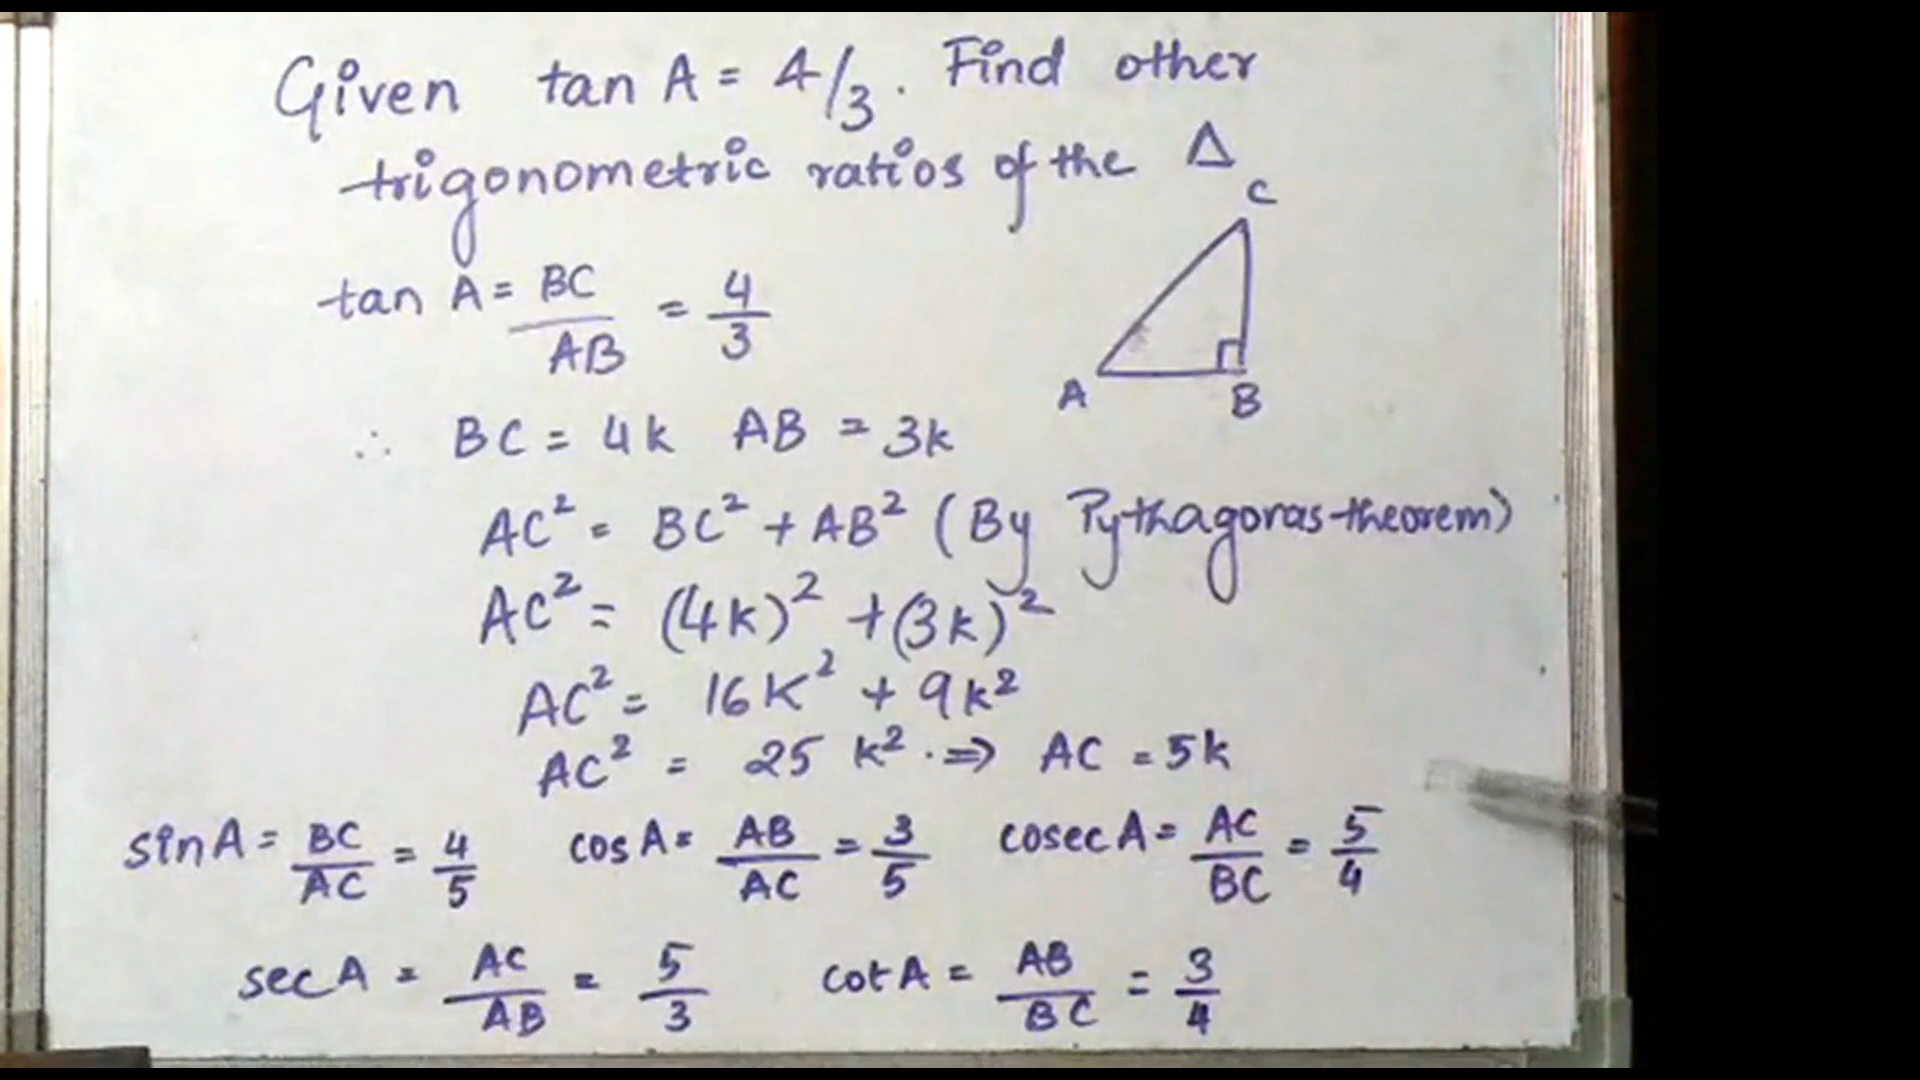 Given tan A = 4/3. Find other
trigonometric ratios of the Δ
C
tan A = BC/AB = 4/3
A B
∴ BC = 4k AB = 3k
AC² = BC² + AB² (By Pythagoras theorem)
AC² = (4k)² + (3k)²
AC² = 16k² + 9k²
AC² = 25 k² . ⇒ AC = 5k
sin A = BC/AC = 4/5 cos A = AB/AC = 3/5 cosec A = AC/BC = 5/4
sec A = AC/AB = 5/3 cot A = AB/BC = 3/4